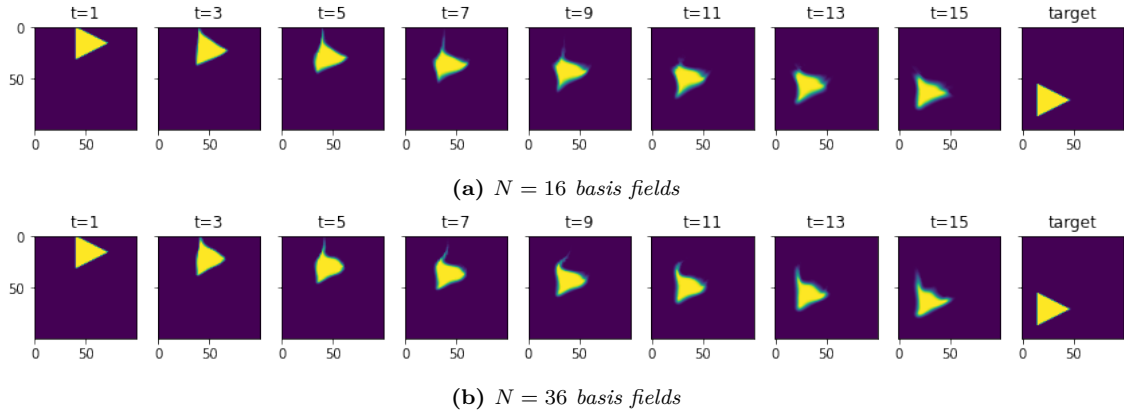 t=1 t=3 t=5 t=7 t=9 t=11 t=13 t=15 target
0
50
0 50 0 50 0 50 0 50 0 50 0 50 0 50 0 50 0 50
(a) N = 16 basis fields
t=1 t=3 t=5 t=7 t=9 t=11 t=13 t=15 target
0
50
0 50 0 50 0 50 0 50 0 50 0 50 0 50 0 50 0 50
(b) N = 36 basis fields